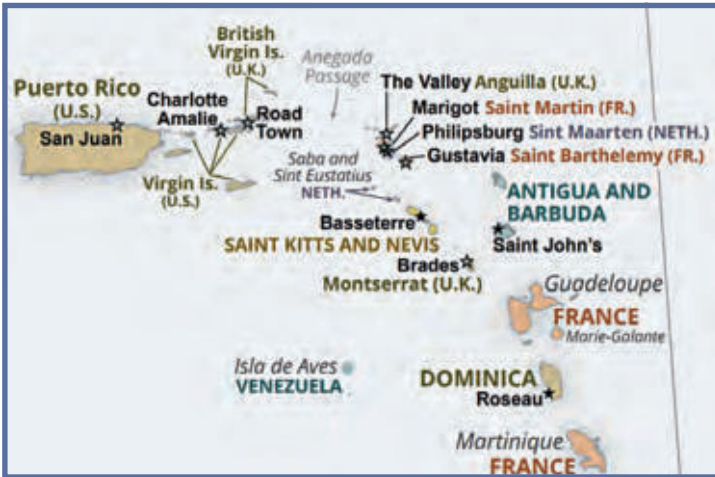 British
Virgin Is.
(U.K.)
Anegada
Passage
Puerto Rico
(U.S.)
San Juan
Charlotte
Amalie
Road
Town
Virgin Is.
(U.S.)
The Valley Anguilla (U.K.)
Marigot Saint Martin (FR.)
Philipsburg Sint Maarten (NETH.)
Gustavia Saint Barthelemy (FR.)
Saba and
Sint Eustatius
NETH.
ANTIGUA AND
BARBUDA
Saint John's
Basseterre
SAINT KITTS AND NEVIS
Brades
Montserrat (U.K.)
Guadeloupe
FRANCE
Marie-Galante
Isla de Aves
VENEZUELA
DOMINICA
Roseau
Martinique
FRANCE